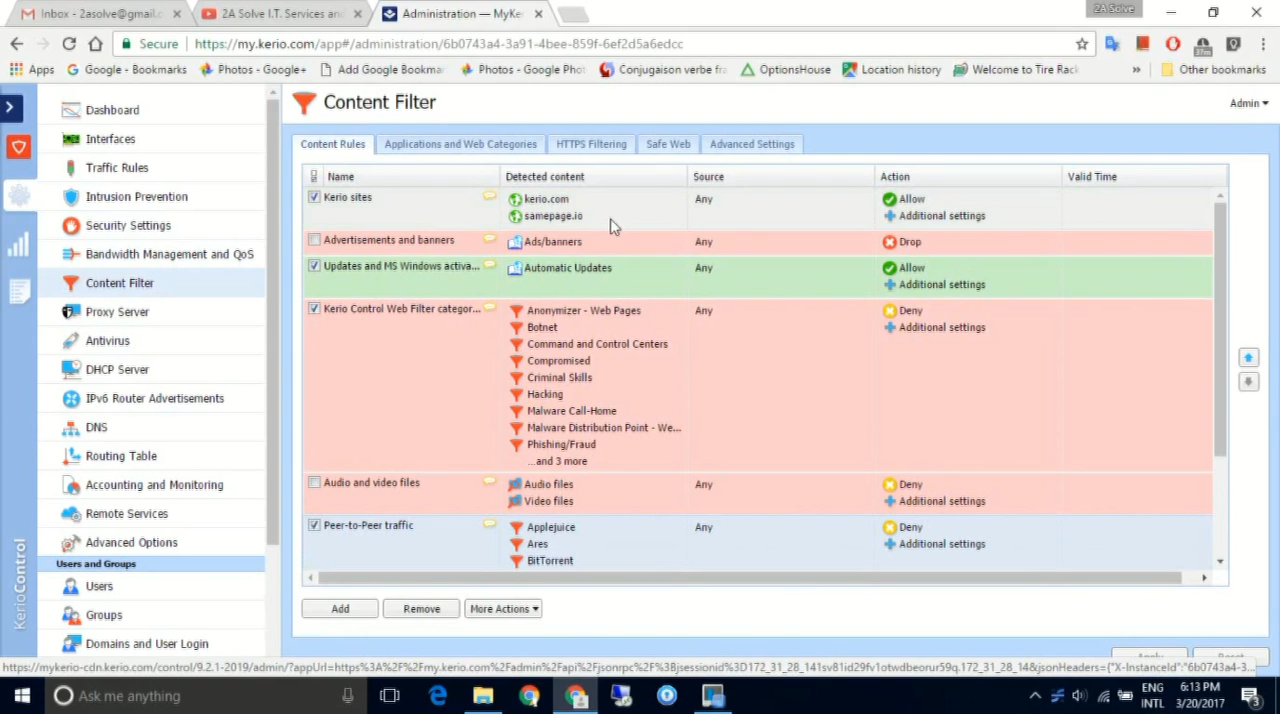 Inbox - 2asolve@gmail.c
2A Solve I.T. Services an
Administration — MyKe
2A Solve
Secure
https://my.kerio.com/app#/administration/6b0743a4-3a91-4bee-859f-6ef2d5a6edcc
37m
Apps
Google - Bookmarks
Photos - Google+
Add Google Bookmar
Photos - Google Phot
Conjugaison verbe fra
OptionsHouse
Location history
Welcome to Tire Rack
»
Other bookmarks
Dashboard
Interfaces
Traffic Rules
Intrusion Prevention
Security Settings
Bandwidth Management and QoS
Content Filter
Proxy Server
Antivirus
DHCP Server
IPv6 Router Advertisements
DNS
Routing Table
Accounting and Monitoring
Remote Services
Advanced Options
Users and Groups
Users
Groups
Domains and User Login
KerioControl
Content Filter
Admin
Content Rules
Applications and Web Categories
HTTPS Filtering
Safe Web
Advanced Settings
Name
Detected content
Source
Action
Valid Time
Kerio sites
kerio.com
samepage.io
Any
Allow
Additional settings
Advertisements and banners
Ads/banners
Any
Drop
Updates and MS Windows activa...
Automatic Updates
Any
Allow
Additional settings
Kerio Control Web Filter categor...
Anonymizer - Web Pages
Botnet
Command and Control Centers
Compromised
Criminal Skills
Hacking
Malware Call-Home
Malware Distribution Point - We...
Phishing/Fraud
...and 3 more
Any
Deny
Additional settings
Audio and video files
Audio files
Video files
Any
Deny
Additional settings
Peer-to-Peer traffic
Applejuice
Ares
BitTorrent
Any
Deny
Additional settings
Add
Remove
More Actions
Apply
Reset
Ask me anything
ENG
INTL
6:13 PM
3/20/2017
3